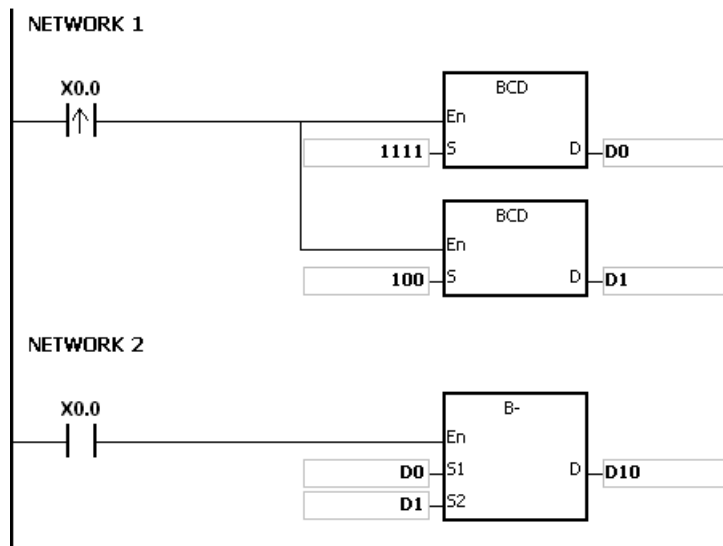 NETWORK 1
X0.0
BCD
En
1111 S D D0
BCD
En
100 S D D1
NETWORK 2
X0.0
B-
En
D0 S1 D D10
D1 S2